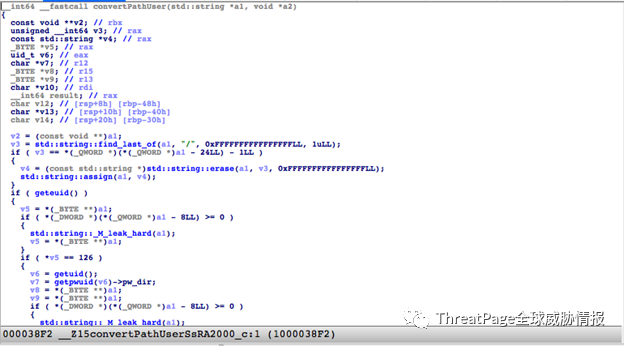 __int64 __fastcall convertPathUser(std::string *a1, void *a2)
{
const void **v2; // rbx
unsigned __int64 v3; // rax
const std::string *v4; // rax
_BYTE *v5; // rax
uid_t v6; // eax
char *v7; // r12
_BYTE *v8; // r15
_BYTE *v9; // r13
char *v10; // rdi
__int64 result; // rax
char v12; // [rsp+8h] [rbp-48h]
char *v13; // [rsp+10h] [rbp-40h]
char v14; // [rsp+20h] [rbp-30h]
v2 = (const void **)a1;
v3 = std::string::find_last_of(a1, "/", 0xFFFFFFFFFFFFFFFFLL, 1uLL);
if ( v3 == *(_QWORD *)(*(_QWORD *)a1 - 24LL) - 1LL )
{
v4 = (const std::string *)std::string::erase(a1, v3, 0xFFFFFFFFFFFFFFFFLL);
std::string::assign(a1, v4);
}
if ( geteuid() )
{
v5 = *(_BYTE **)a1;
if ( *(_DWORD *)(*(_QWORD *)a1 - 8LL) >= 0 )
{
std::string::_M_leak_hard(a1);
v5 = *(_BYTE **)a1;
}
if ( *v5 == 126 )
{
v6 = getuid();
v7 = getpwuid(v6)->pw_dir;
v8 = *(_BYTE **)a1;
v9 = *(_BYTE **)a1;
if ( *(_DWORD *)(*(_QWORD *)a1 - 8LL) >= 0 )
{
std::string::_M_leak_hard(a1);
ThreatPage全球威胁情报
000038F2 __Z15convertPathUserSsRA2000_c:1 (1000038F2)